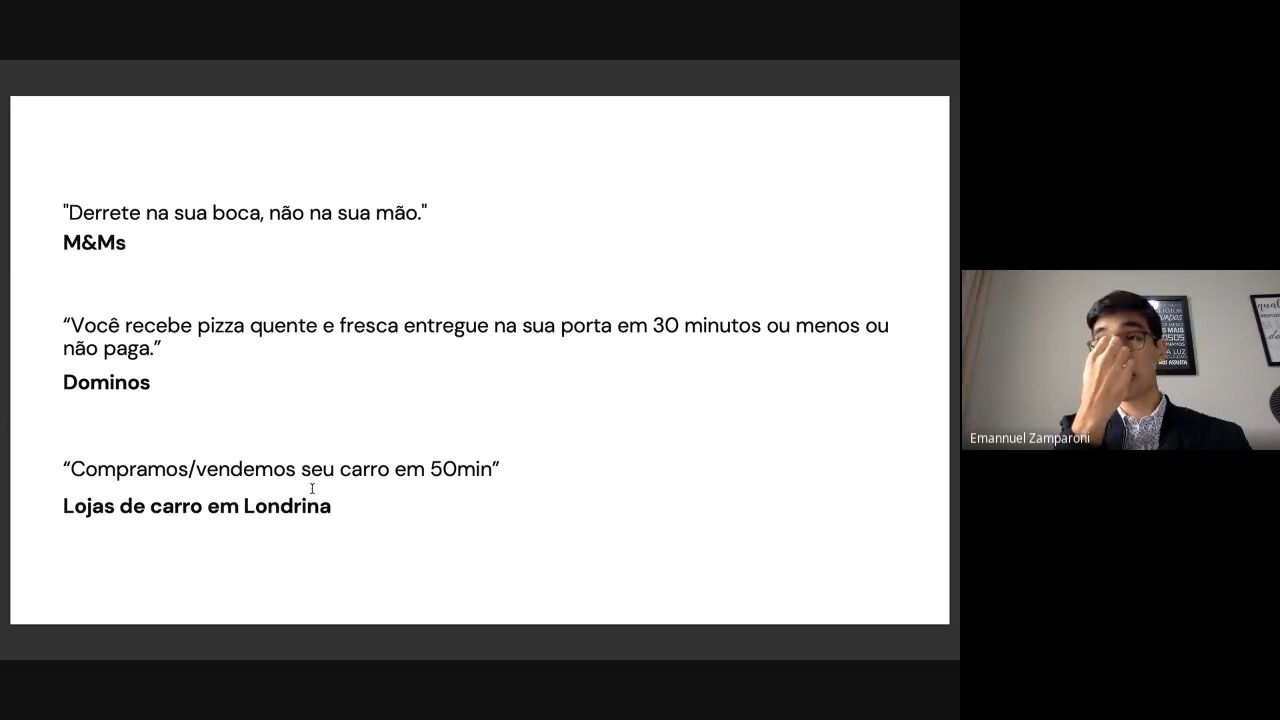 "Derrete na sua boca, não na sua mão."
M&Ms
“Você recebe pizza quente e fresca entregue na sua porta em 30 minutos ou menos ou
não paga.”
Dominos
“Compramos/vendemos seu carro em 50min”
Lojas de carro em Londrina
Emannuel Zamparoni